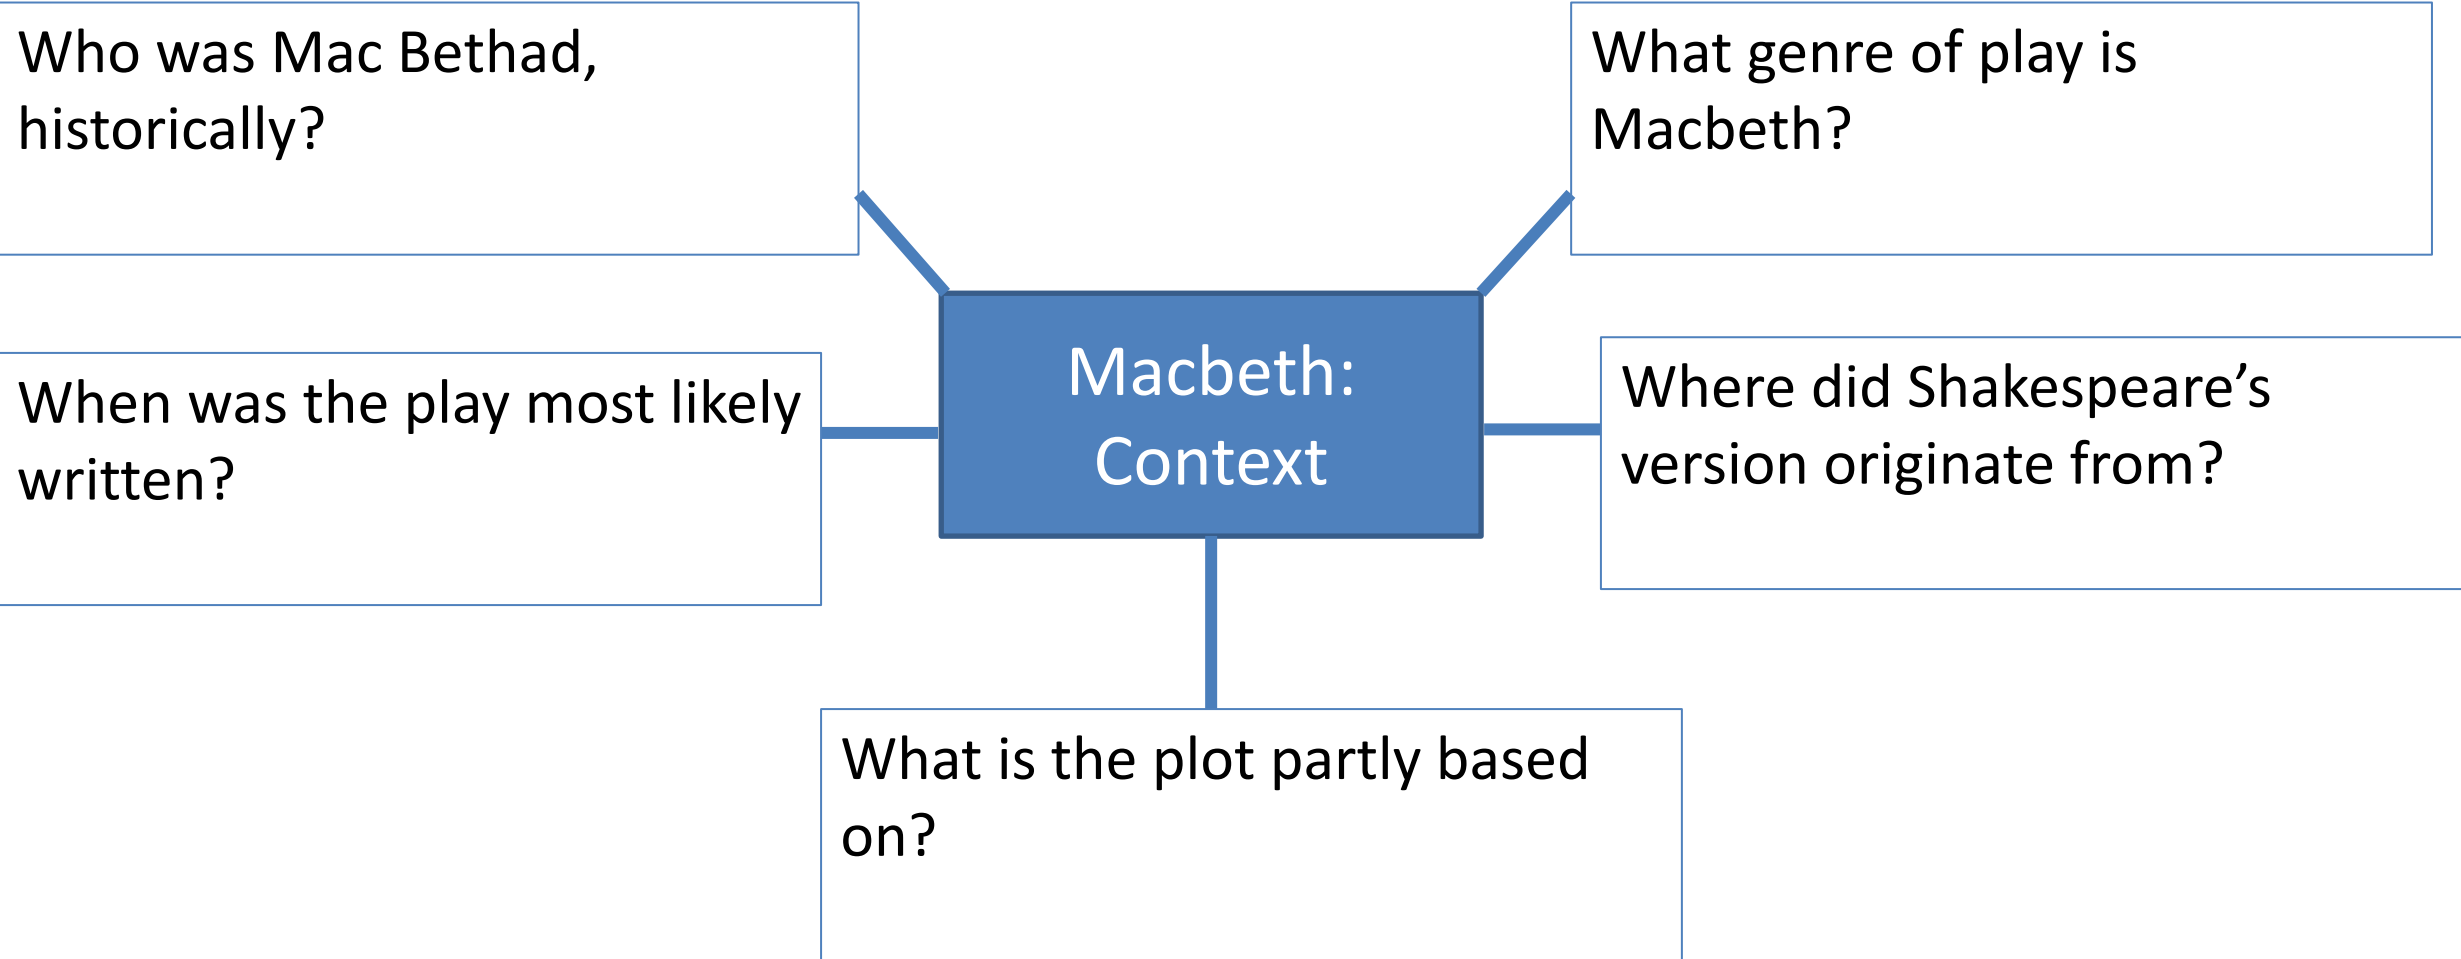 Who was Mac Bethad,
historically?
What genre of play is
Macbeth?
When was the play most likely
written?
Macbeth:
Context
Where did Shakespeare’s
version originate from?
What is the plot partly based
on?